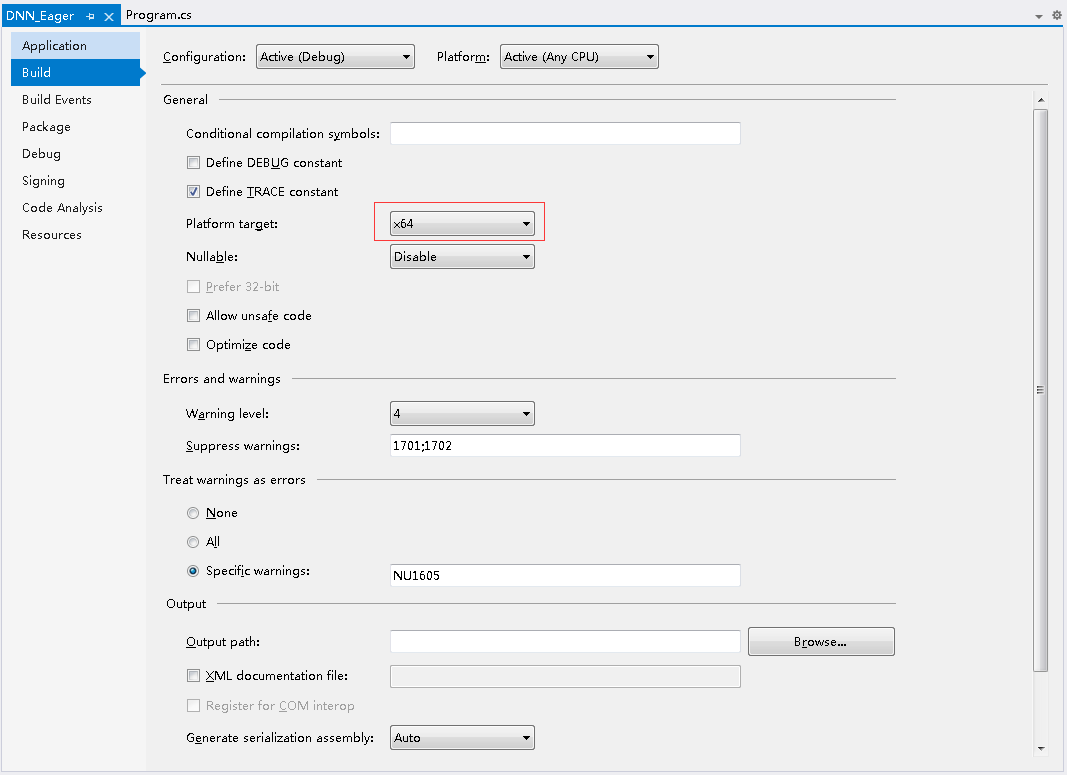 DNN_Eager Program.cs
Application
Build
Build Events
Package
Debug
Signing
Code Analysis
Resources
Configuration: Active (Debug) Platform: Active (Any CPU)
General
Conditional compilation symbols:
Define DEBUG constant
Define TRACE constant
Platform target: x64
Nullable: Disable
Prefer 32-bit
Allow unsafe code
Optimize code
Errors and warnings
Warning level: 4
Suppress warnings: 1701;1702
Treat warnings as errors
None
All
Specific warnings: NU1605
Output
Output path: Browse...
XML documentation file:
Register for COM interop
Generate serialization assembly: Auto